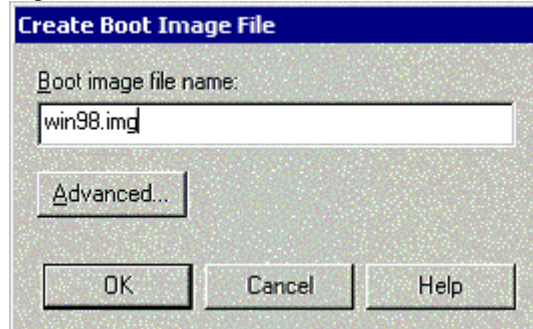 Create Boot Image File
Boot image file name:
win98.img
Advanced...
OK Cancel Help